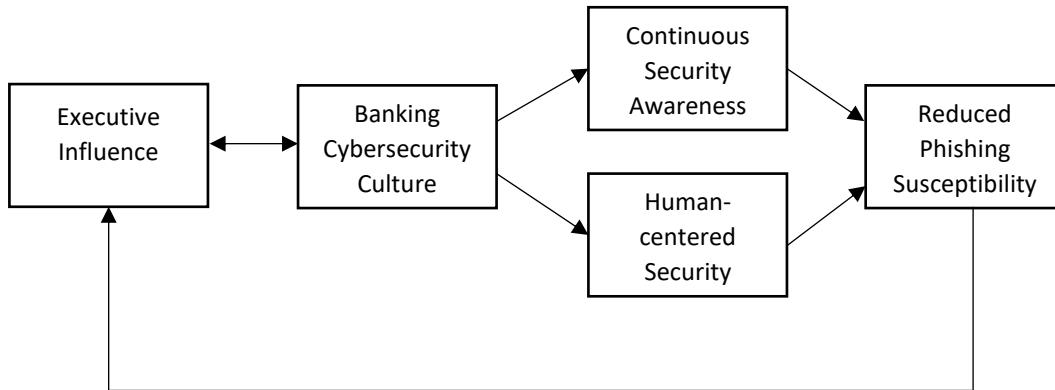 Executive
Influence
Banking
Cybersecurity
Culture
Continuous
Security
Awareness
Human-
centered
Security
Reduced
Phishing
Susceptibility